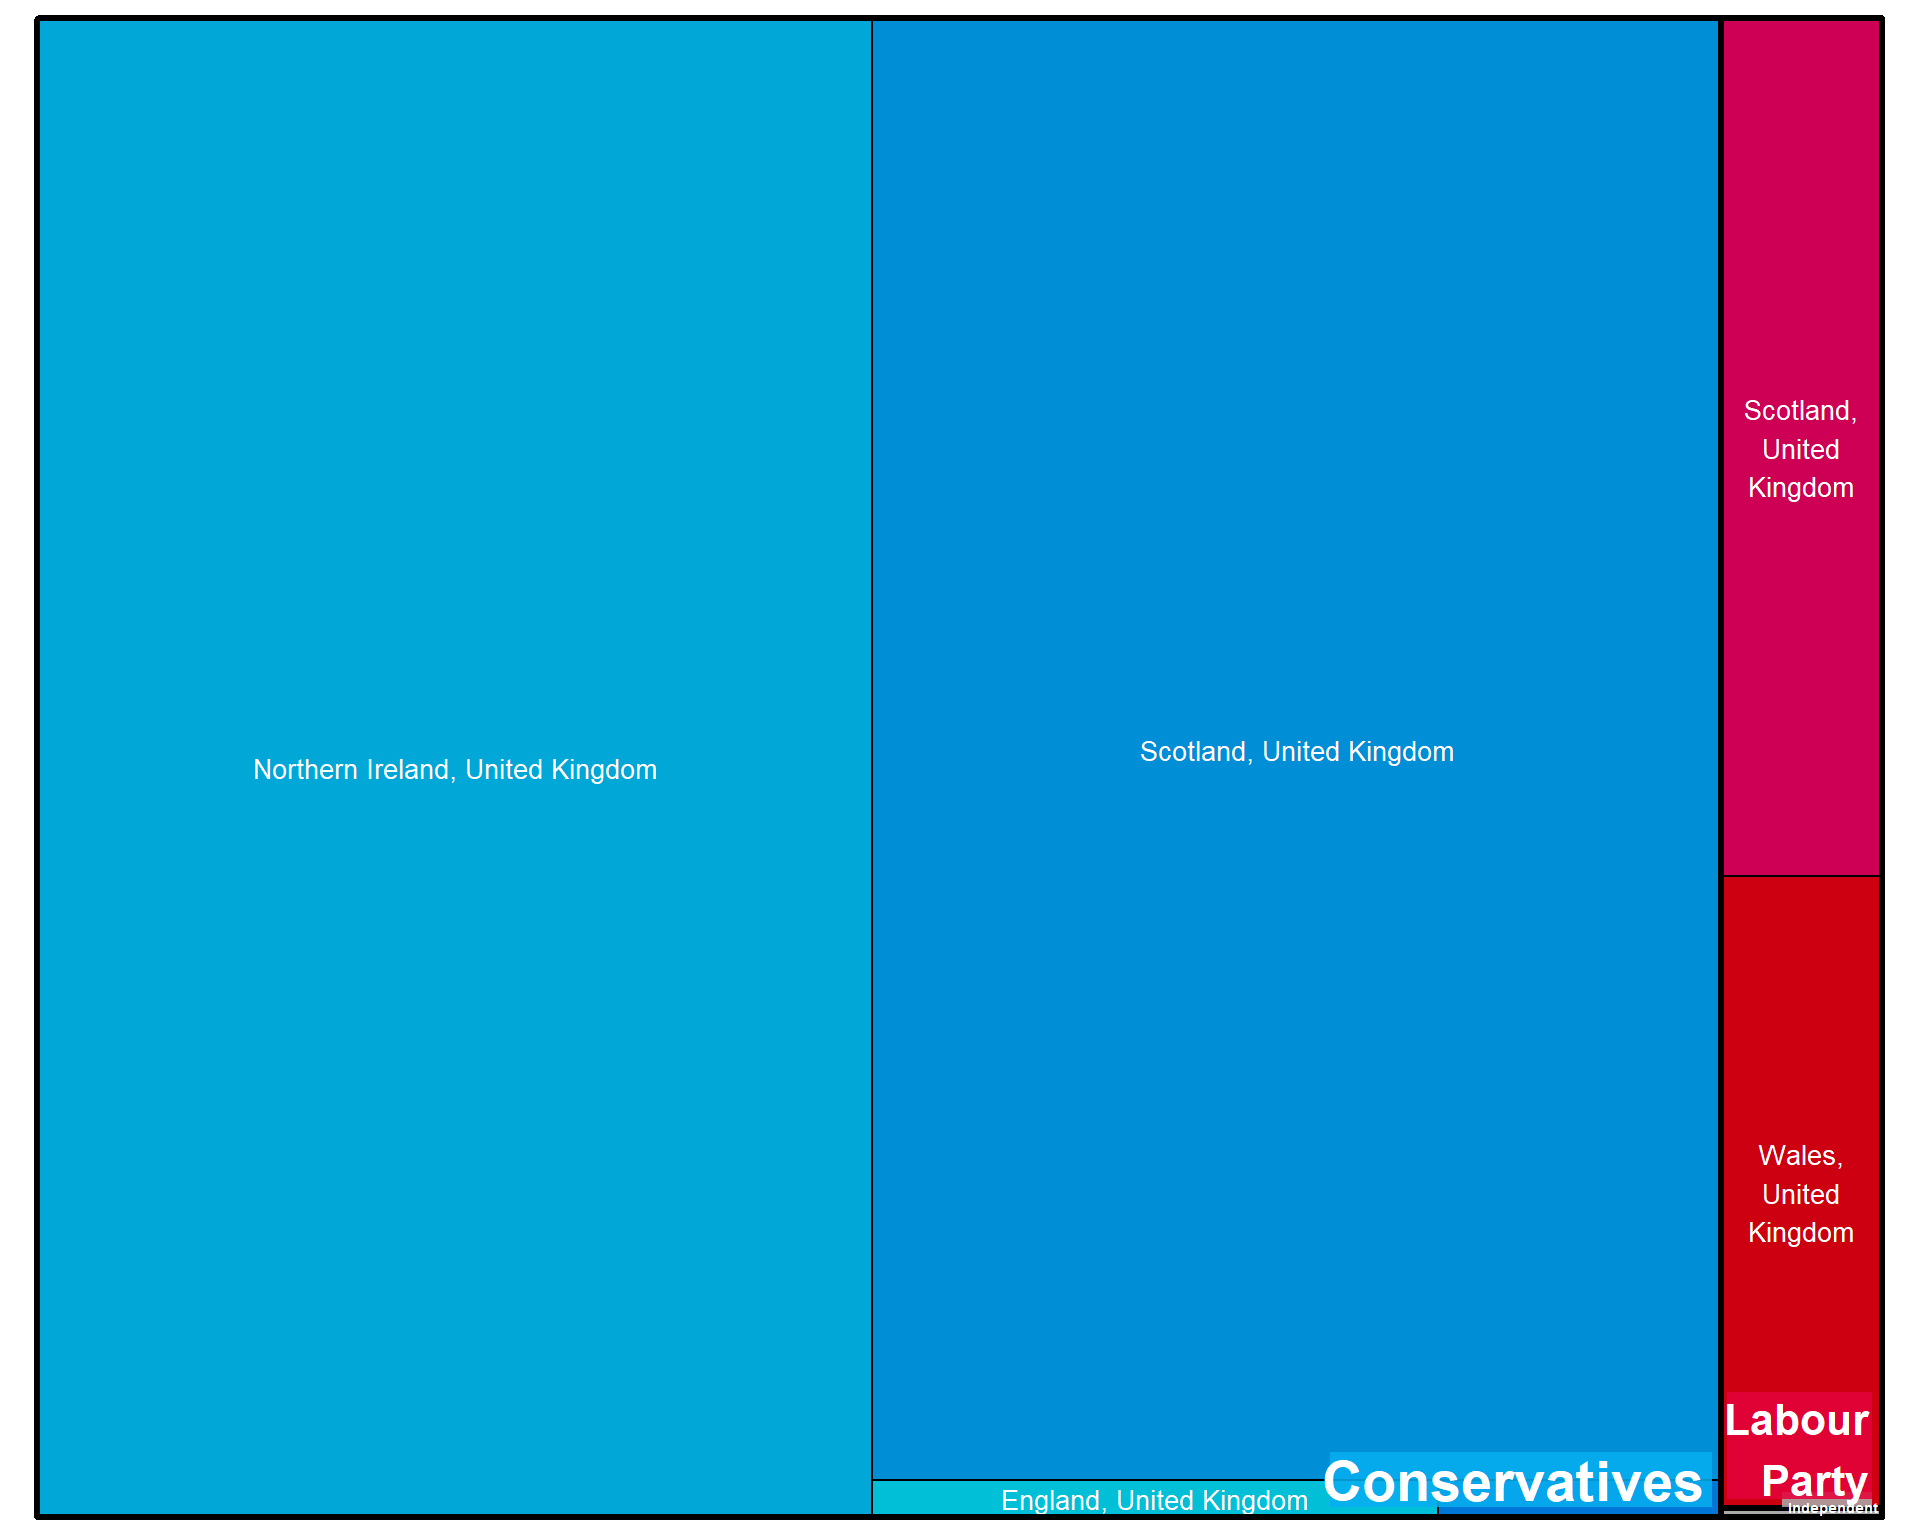 Northern Ireland, United Kingdom
Scotland, United Kingdom
England, United Kingdom
Conservatives
Scotland,
United
Kingdom
Wales,
United
Kingdom
Labour
Party
Independent